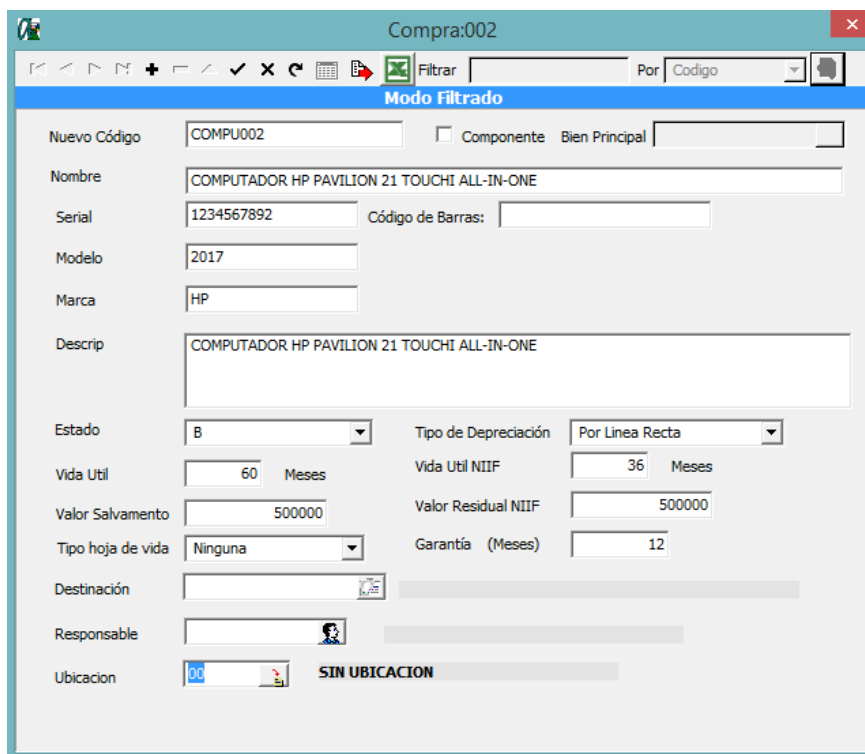 Compra:002
Filtrar Por Codigo
Modo Filtrado
Nuevo Código COMPU002 Componente Bien Principal
Nombre COMPUTADOR HP PAVILION 21 TOUCHI ALL-IN-ONE
Serial 1234567892 Código de Barras:
Modelo 2017
Marca HP
Descrip COMPUTADOR HP PAVILION 21 TOUCHI ALL-IN-ONE
Estado B Tipo de Depreciación Por Linea Recta
Vida Util 60 Meses Vida Util NIIF 36 Meses
Valor Salvamento 500000 Valor Residual NIIF 500000
Tipo hoja de vida Ninguna Garantía (Meses) 12
Destinación
Responsable
Ubicacion 00 SIN UBICACION